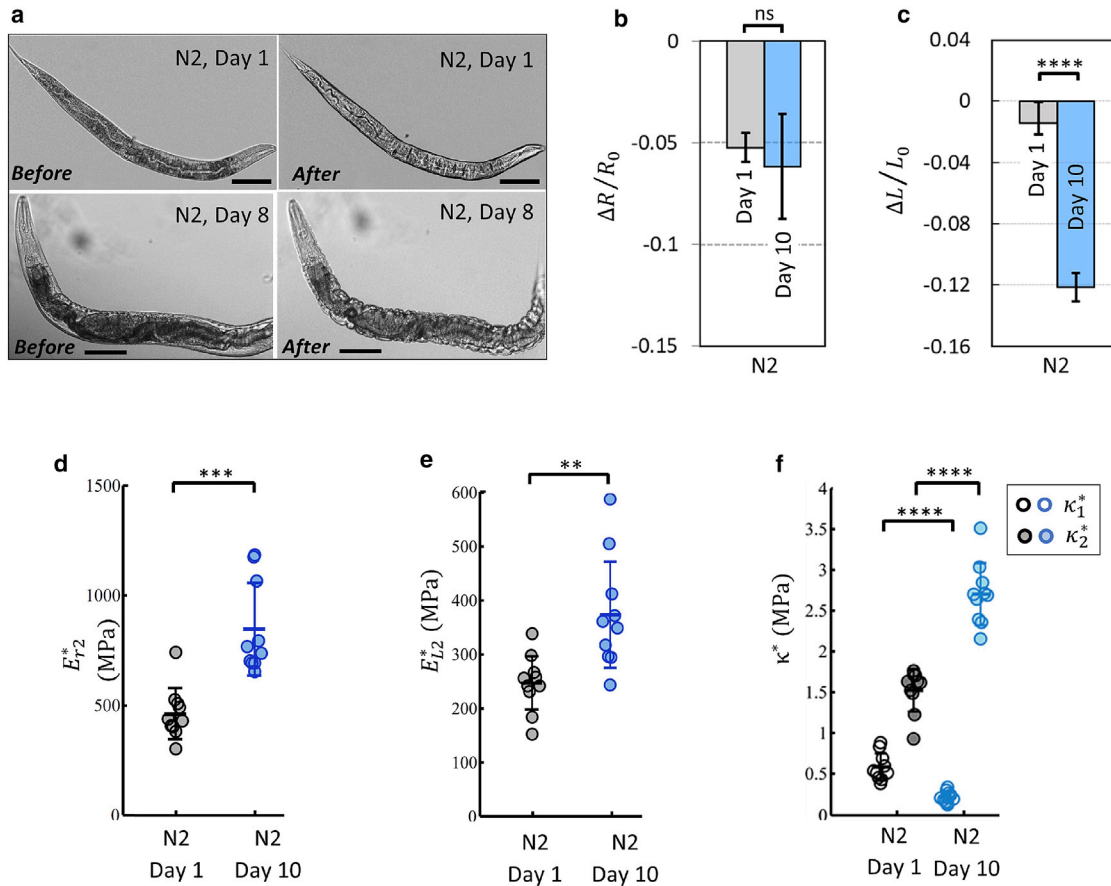 a
N2, Day 1
Before
N2, Day 1
After
N2, Day 8
Before
N2, Day 8
After
b
ns
0
-0.05
-0.1
-0.15
ΔR/R₀
Day 1
Day 10
N2
c
****
0.04
0
-0.04
-0.08
-0.12
-0.16
ΔL/L₀
Day 1
Day 10
N2
d
***
1500
1000
500
0
E*r2
(MPa)
N2
Day 1
N2
Day 10
e
**
600
500
400
300
200
100
0
E*L2 (MPa)
N2
Day 1
N2
Day 10
f
****
****
4
3.5
3
2.5
2
1.5
1
0.5
0
κ* (MPa)
N2
Day 1
N2
Day 10
κ₁*
κ₂*